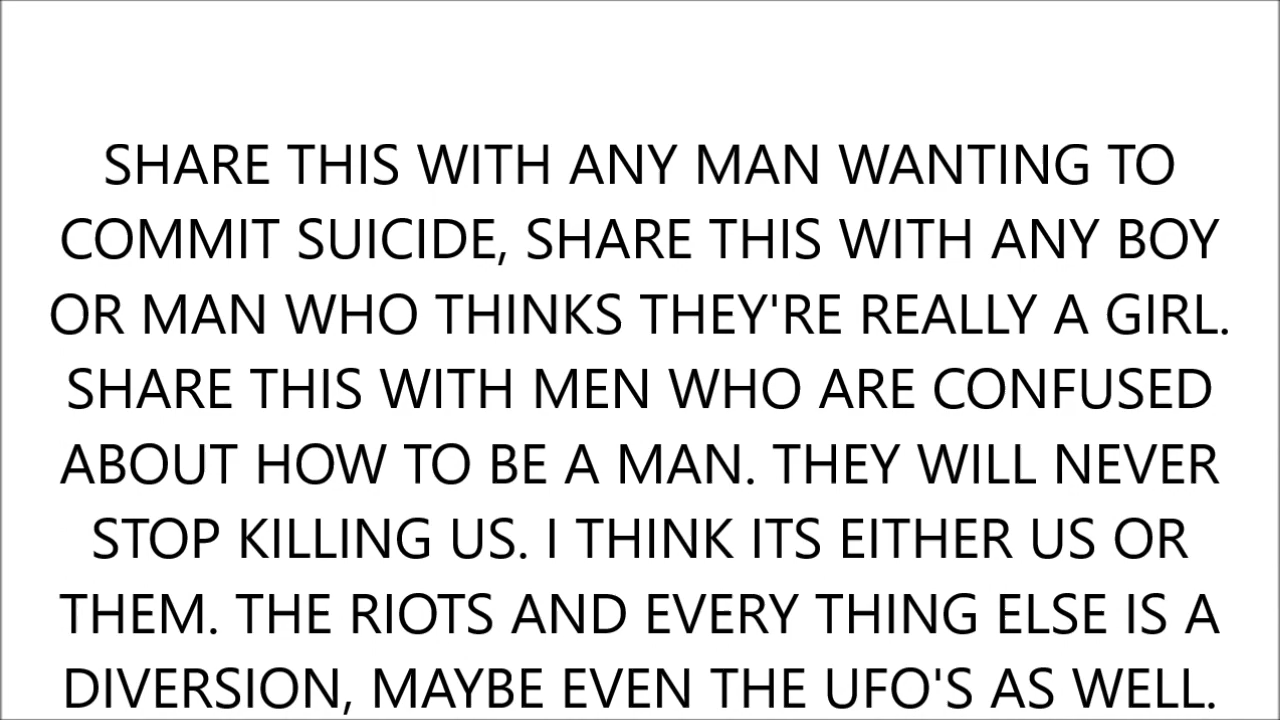 SHARE THIS WITH ANY MAN WANTING TO
COMMIT SUICIDE, SHARE THIS WITH ANY BOY
OR MAN WHO THINKS THEY'RE REALLY A GIRL.
SHARE THIS WITH MEN WHO ARE CONFUSED
ABOUT HOW TO BE A MAN. THEY WILL NEVER
STOP KILLING US. I THINK ITS EITHER US OR
THEM. THE RIOTS AND EVERY THING ELSE IS A
DIVERSION, MAYBE EVEN THE UFO'S AS WELL.